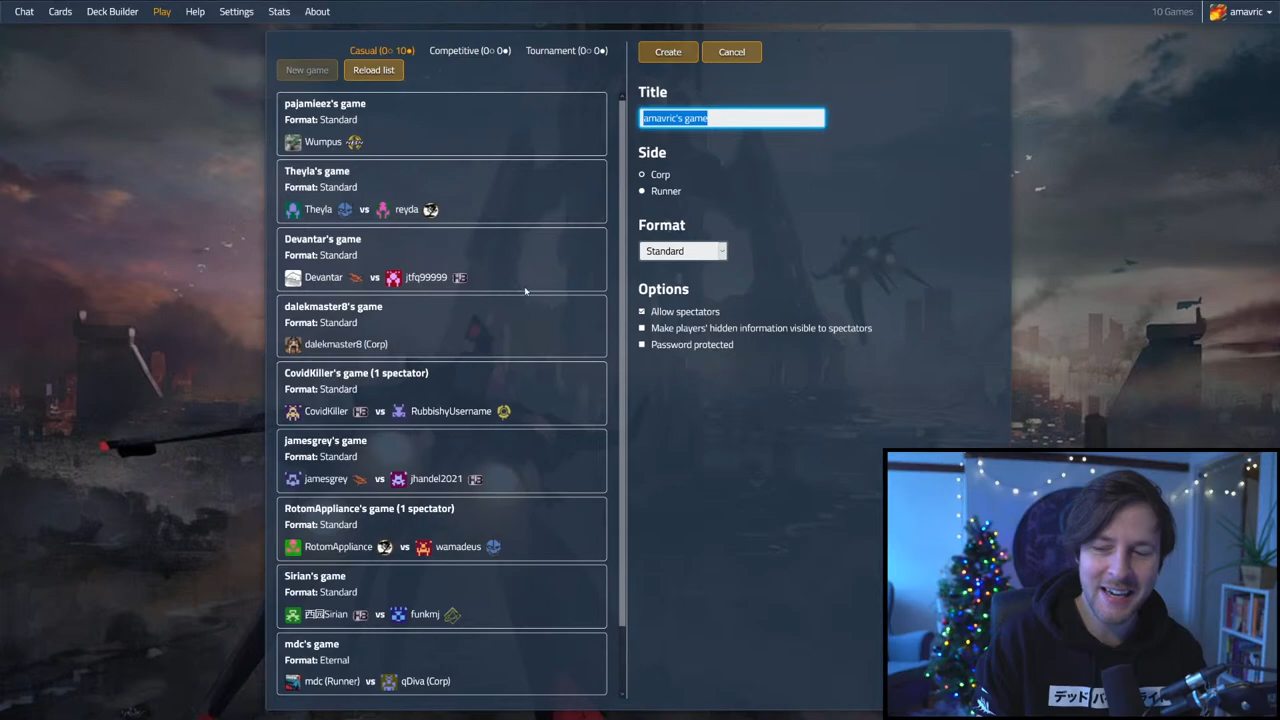 Chat Cards Deck Builder Play Help Settings Stats About 10 Games amavric
Casual (0○ 10●) Competitive (0○ 0●) Tournament (0○ 0●)
New game Reload list
pajamieez's game
Format: Standard
Wumpus
Theyla's game
Format: Standard
Theyla vs reyda
Devantar's game
Format: Standard
Devantar vs jtfq99999
dalekmaster8's game
Format: Standard
dalekmaster8 (Corp)
CovidKiller's game (1 spectator)
Format: Standard
CovidKiller vs RubbishyUsername
jamesgrey's game
Format: Standard
jamesgrey vs jhandel2021
RotomAppliance's game (1 spectator)
Format: Standard
RotomAppliance vs wamadeus
Sirian's game
Format: Standard
Sirian vs funkmj
mdc's game
Format: Eternal
mdc (Runner) vs qDiva (Corp)
Create Cancel
Title
amavric's game
Side
Corp
Runner
Format
Standard
Options
Allow spectators
Make players' hidden information visible to spectators
Password protected